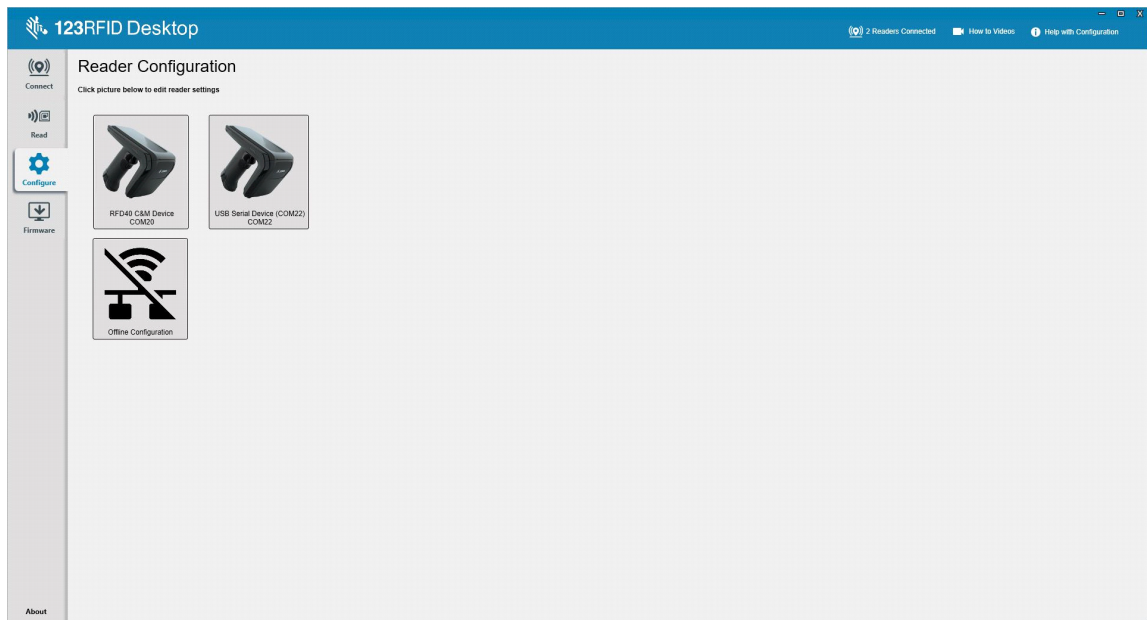 123RFID Desktop
2 Readers Connected
How to Videos
Help with Configuration
Connect
Read
Configure
Firmware
About
Reader Configuration
Click picture below to edit reader settings
RFD40 C&M Device
COM20
USB Serial Device (COM22)
COM22
Offline Configuration